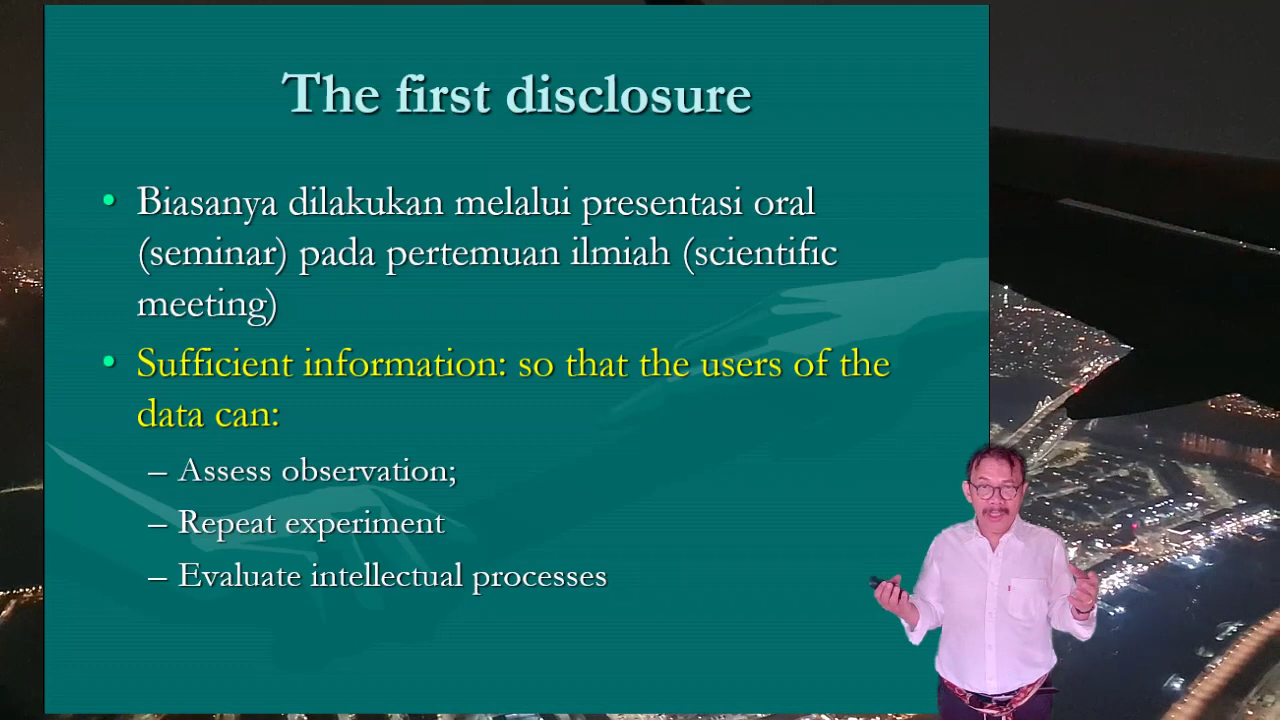 The first disclosure
• Biasanya dilakukan melalui presentasi oral
(seminar) pada pertemuan ilmiah (scientific
meeting)
• Sufficient information: so that the users of the
data can:
– Assess observation;
– Repeat experiment
– Evaluate intellectual processes